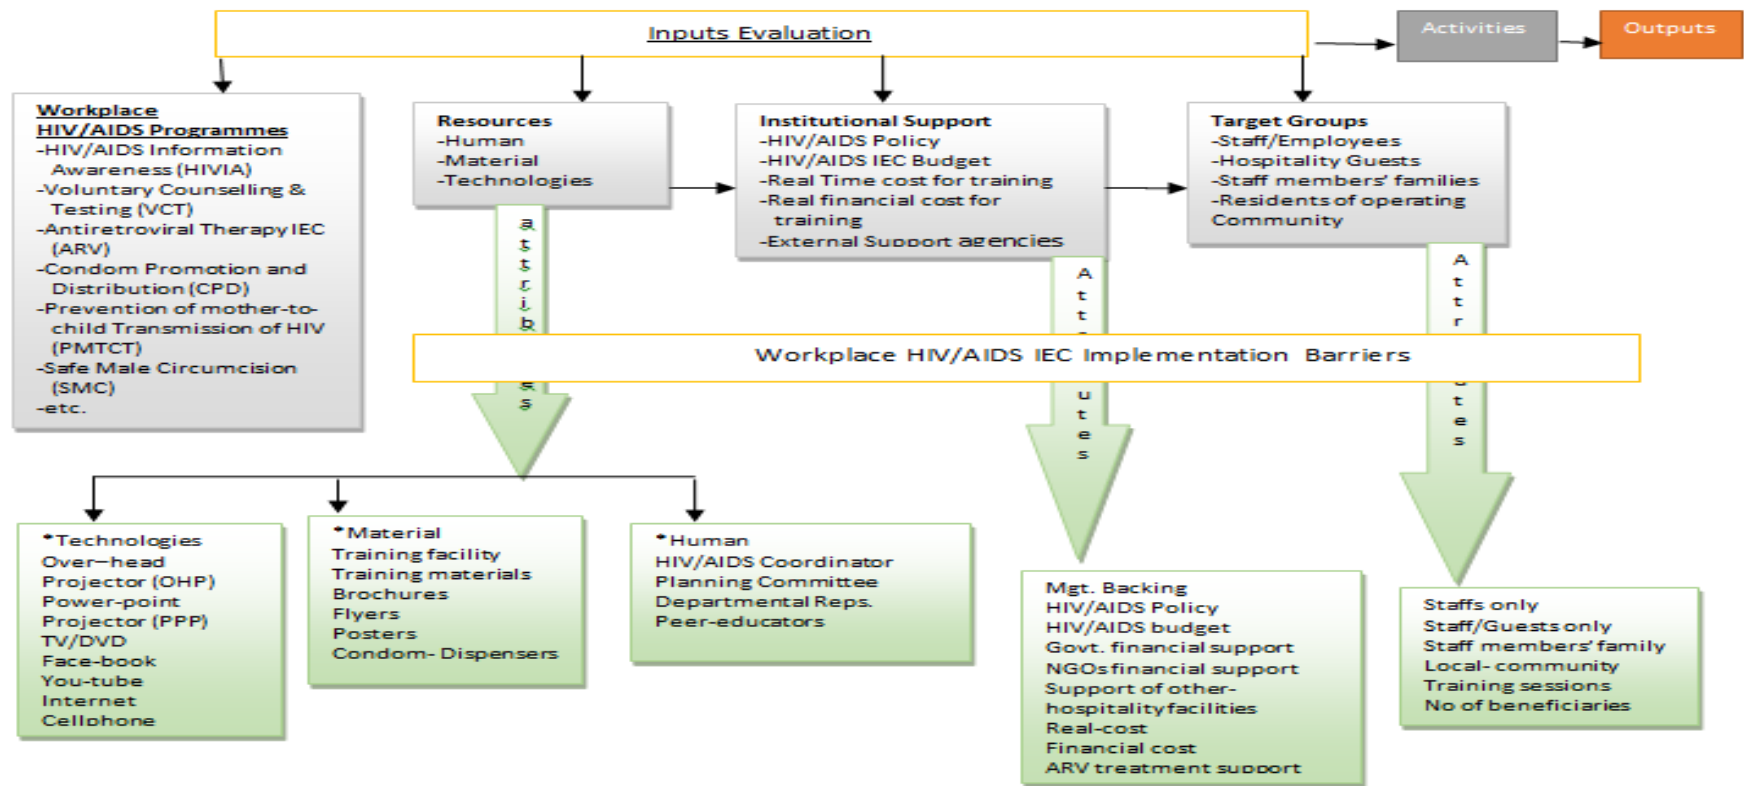 Inputs Evaluation
Activities
Outputs
Workplace
HIV/AIDS Programmes
-HIV/AIDS Information
Awareness (HIVIA)
-Voluntary Counselling &
Testing (VCT)
-Antiretroviral Therapy IEC
(ARV)
-Condom Promotion and
Distribution (CPD)
-Prevention of mother-to-
child Transmission of HIV
(PMTCT)
-Safe Male Circumcision
(SMC)
-etc.
Resources
-Human
-Material
-Technologies
Institutional Support
-HIV/AIDS Policy
-HIV/AIDS IEC Budget
-Real Time cost for training
-Real financial cost for
training
-External Support agencies
Target Groups
-Staff/Employees
-Hospitality Guests
-Staff members' families
-Residents of operating
Community
Workplace HIV/AIDS IEC Implementation Barriers
*Technologies
Over–head
Projector (OHP)
Power-point
Projector (PPP)
TV/DVD
Face-book
You-tube
Internet
Cellphone
*Material
Training facility
Training materials
Brochures
Flyers
Posters
Condom- Dispensers
*Human
HIV/AIDS Coordinator
Planning Committee
Departmental Reps.
Peer-educators
Mgt. Backing
HIV/AIDS Policy
HIV/AIDS budget
Govt. financial support
NGOs financial support
Support of other-
hospitality facilities
Real-cost
Financial cost
ARV treatment support
Staffs only
Staff/Guests only
Staff members' family
Local- community
Training sessions
No of beneficiaries